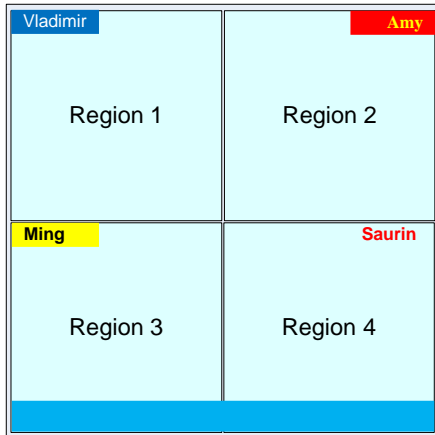 Vladimir
Amy
Region 1
Region 2
Ming
Saurin
Region 3
Region 4